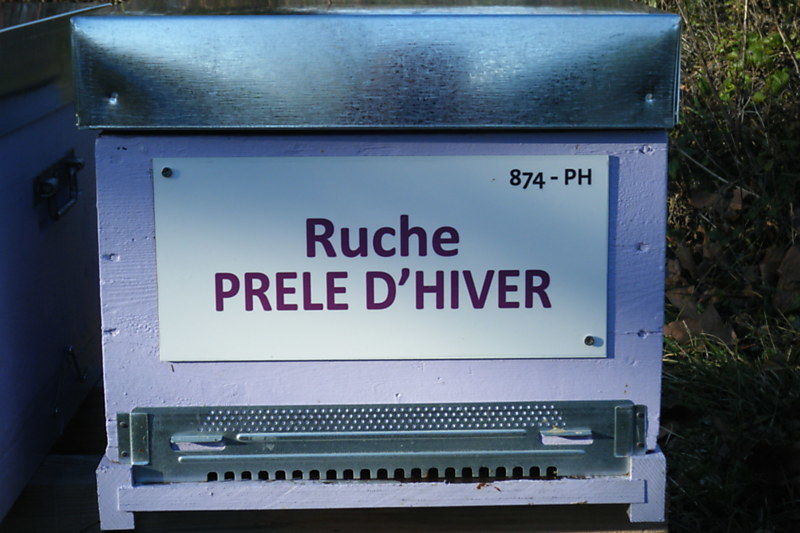 874 - PH
Ruche
PRELE D'HIVER